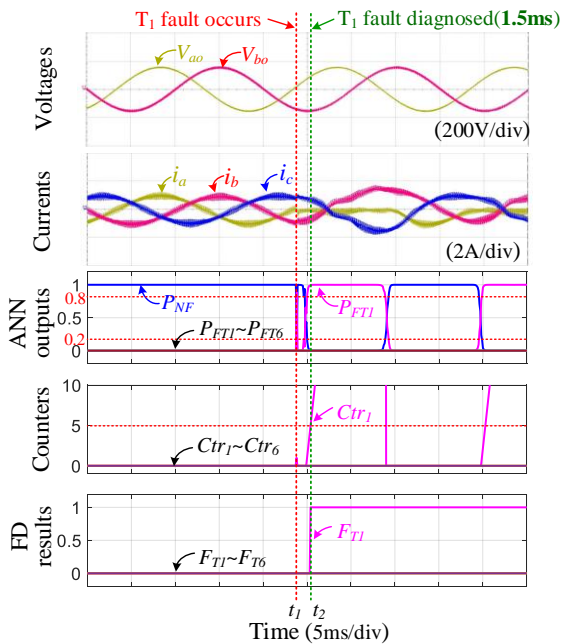 T1 fault occurs
T1 fault diagnosed(1.5ms)
Voltages
Vao
Vbo
(200V/div)
Currents
ia
ib
ic
(2A/div)
ANN outputs
1
0.8
0.5
0.2
0
PNF
PFT1
PFT1~PFT6
Counters
10
5
0
Ctr1
Ctr1~Ctr6
FD results
1
0.5
0
FT1
FT1~FT6
t1 t2
Time (5ms/div)